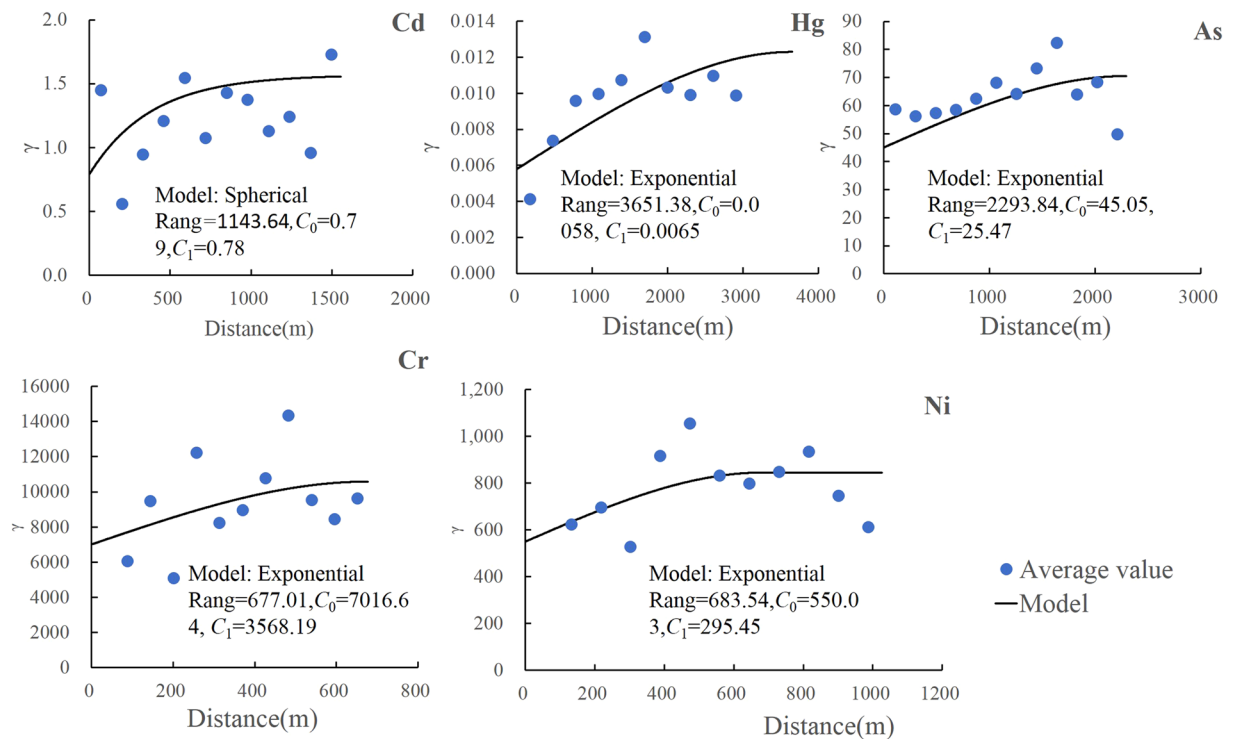 Cd
2.0
1.5
1.0
0.5
0.0
γ
Model: Spherical
Rang=1143.64,C₀=0.7
9,C₁=0.78
0 500 1000 1500 2000
Distance(m)
Hg
0.014
0.012
0.010
0.008
0.006
0.004
0.002
0.000
γ
Model: Exponential
Rang=3651.38,C₀=0.0
058, C₁=0.0065
0 1000 2000 3000 4000
Distance(m)
As
90
80
70
60
50
40
30
20
10
0
γ
Model: Exponential
Rang=2293.84,C₀=45.05,
C₁=25.47
0 1000 2000 3000
Distance(m)
Cr
16000
14000
12000
10000
8000
6000
4000
2000
0
γ
Model: Exponential
Rang=677.01,C₀=7016.6
4, C₁=3568.19
0 200 400 600 800
Distance(m)
Ni
1,200
1,000
800
600
400
200
0
γ
Model: Exponential
Rang=683.54,C₀=550.0
3,C₁=295.45
0 200 400 600 800 1000 1200
Distance(m)
Average value
Model